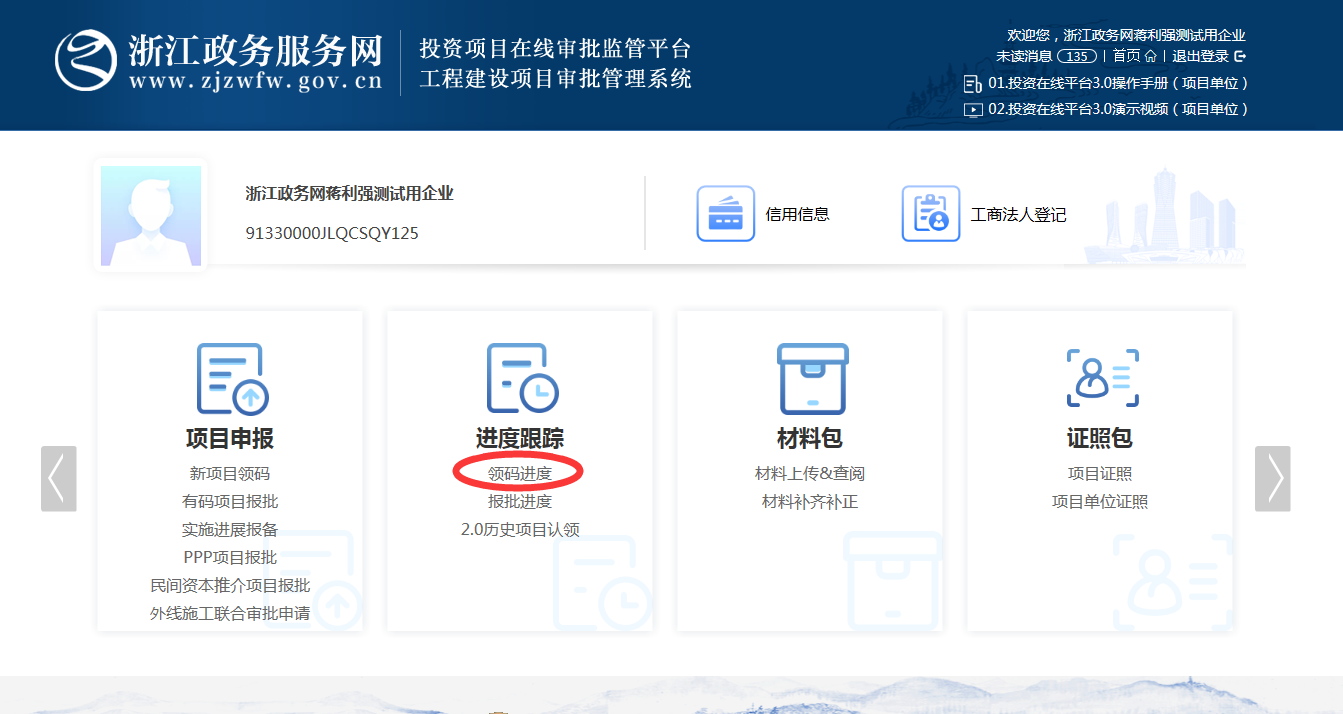 浙江政务服务网
www.zjzwfw.gov.cn
投资项目在线审批监管平台
工程建设项目审批管理系统
欢迎您，浙江政务网蒋利强测试用企业
未读消息 135 | 首页 | 退出登录
01.投资在线平台3.0操作手册（项目单位）
02.投资在线平台3.0演示视频（项目单位）
浙江政务网蒋利强测试用企业
91330000JLQCSQY125
信用信息
工商法人登记
项目申报
新项目领码
有码项目报批
实施进展报备
PPP项目报批
民间资本推介项目报批
外线施工联合审批申请
进度跟踪
领码进度
报批进度
2.0历史项目认领
材料包
材料上传&查阅
材料补齐补正
证照包
项目证照
项目单位证照